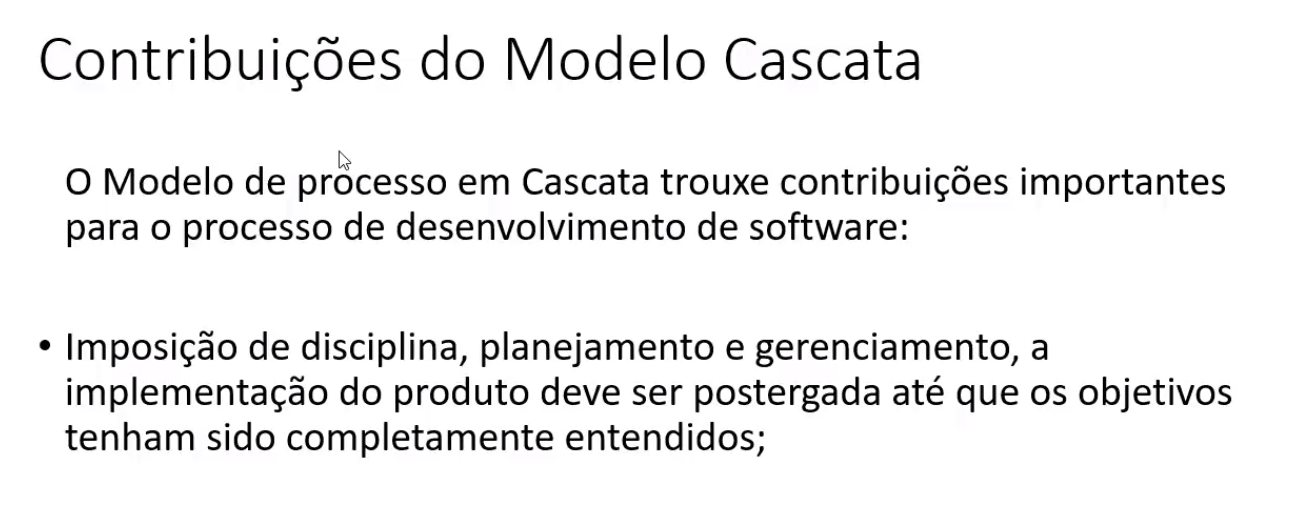 Contribuições do Modelo Cascata
O Modelo de processo em Cascata trouxe contribuições importantes
para o processo de desenvolvimento de software:
• Imposição de disciplina, planejamento e gerenciamento, a
implementação do produto deve ser postergada até que os objetivos
tenham sido completamente entendidos;